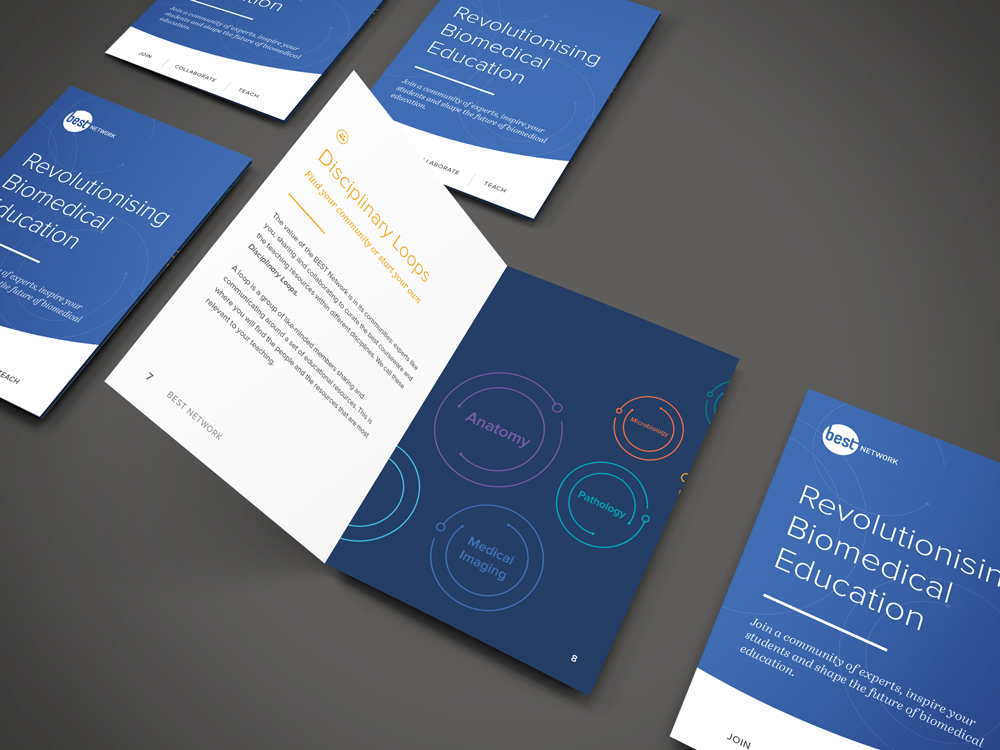 Join a community of experts, inspire your
students and shape the future of biomedical
education.
JOIN
COLLABORATE
TEACH
Revolutionising
Biomedical
Education
Join a community of experts, inspire your
students and shape the future of biomedical
education.
TEACH
best NETWORK
Revolutionising
Biomedical
Education
of experts, inspire your
the future of biomedical
TEACH
Disciplinary Loops
Find your community or start your own
The value of the BEST Network is in its communities: experts like
you, sharing and collaborating to curate the best courseware and
the teaching resources within different disciplines. We call these
Disciplinary Loops.
A loop is a group of like-minded members sharing and
communicating around a set of educational resources. This is
where you will find the people and the resources that are most
relevant to your teaching.
7
BEST NETWORK
Anatomy
Microbiology
Pathology
Medical
Imaging
8
best NETWORK
Revolutionisin
Biomedical
Education
Join a community of experts, inspire your
students and shape the future of biomedical
education.
JOIN